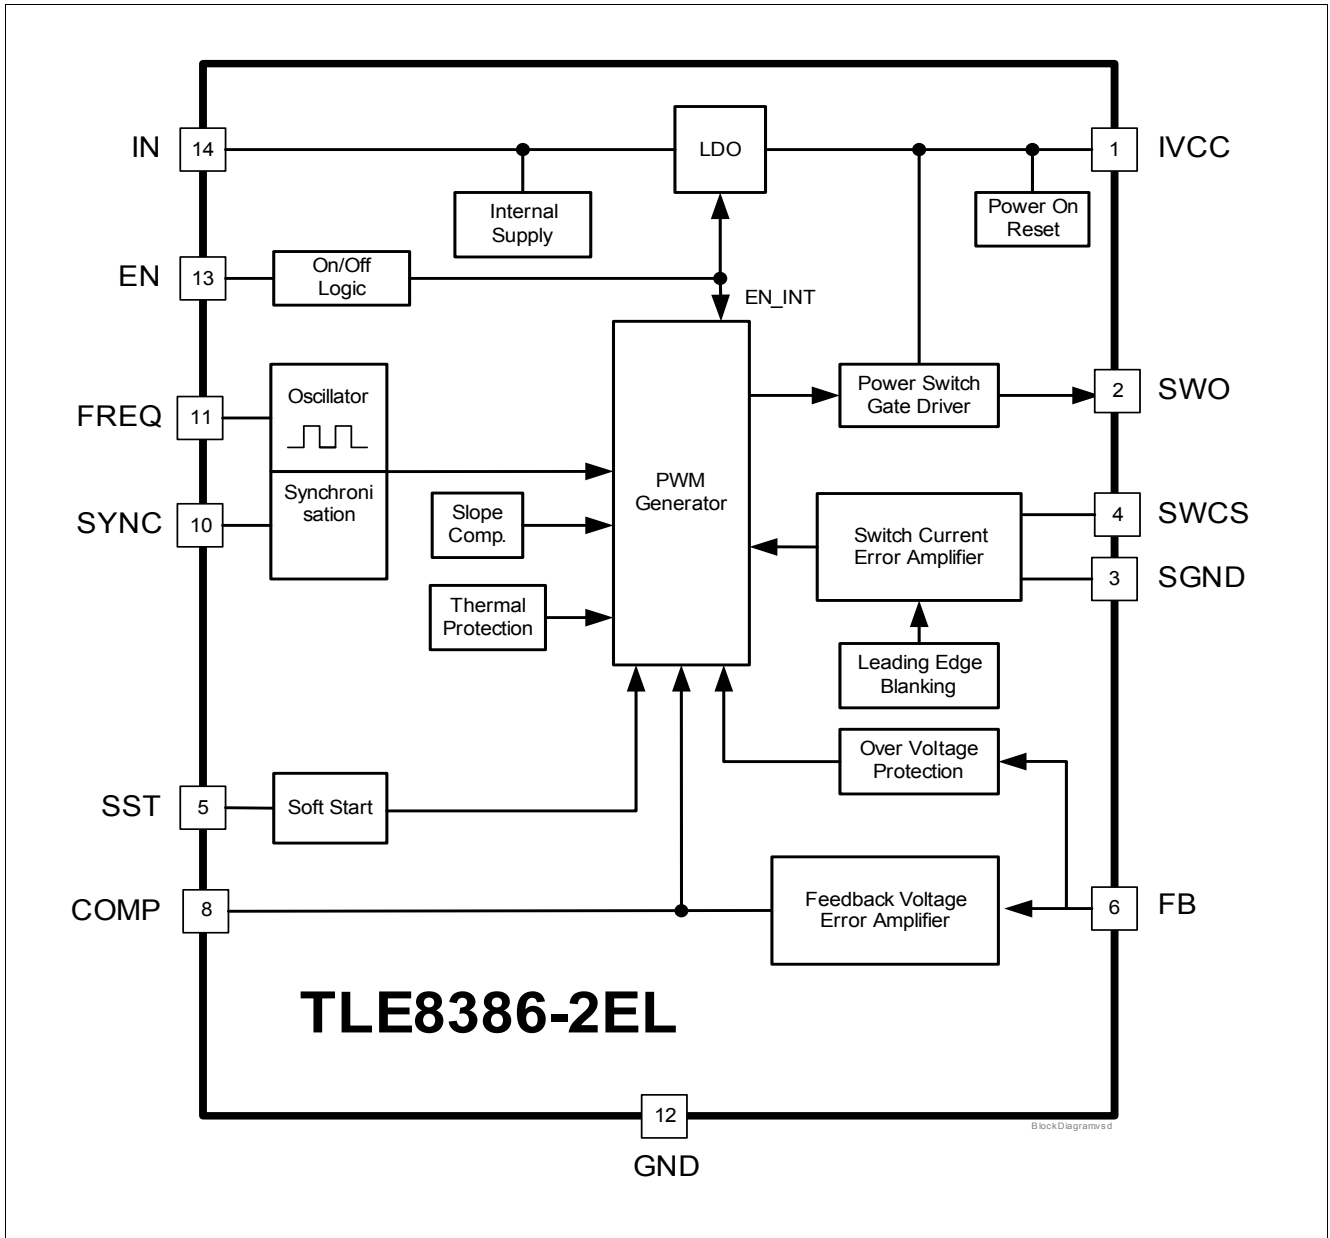 IN
14
LDO
1
IVCC
Internal
Supply
Power On
Reset
EN
13
On/Off
Logic
EN_INT
FREQ
11
Oscillator
Power Switch
Gate Driver
2
SWO
SYNC
10
Synchroni
sation
Slope
Comp.
PWM
Generator
Switch Current
Error Amplifier
4
SWCS
3
SGND
Thermal
Protection
Leading Edge
Blanking
Over Voltage
Protection
SST
5
Soft Start
COMP
8
Feedback Voltage
Error Amplifier
6
FB
TLE8386-2EL
12
GND
BlockDiagramvsd